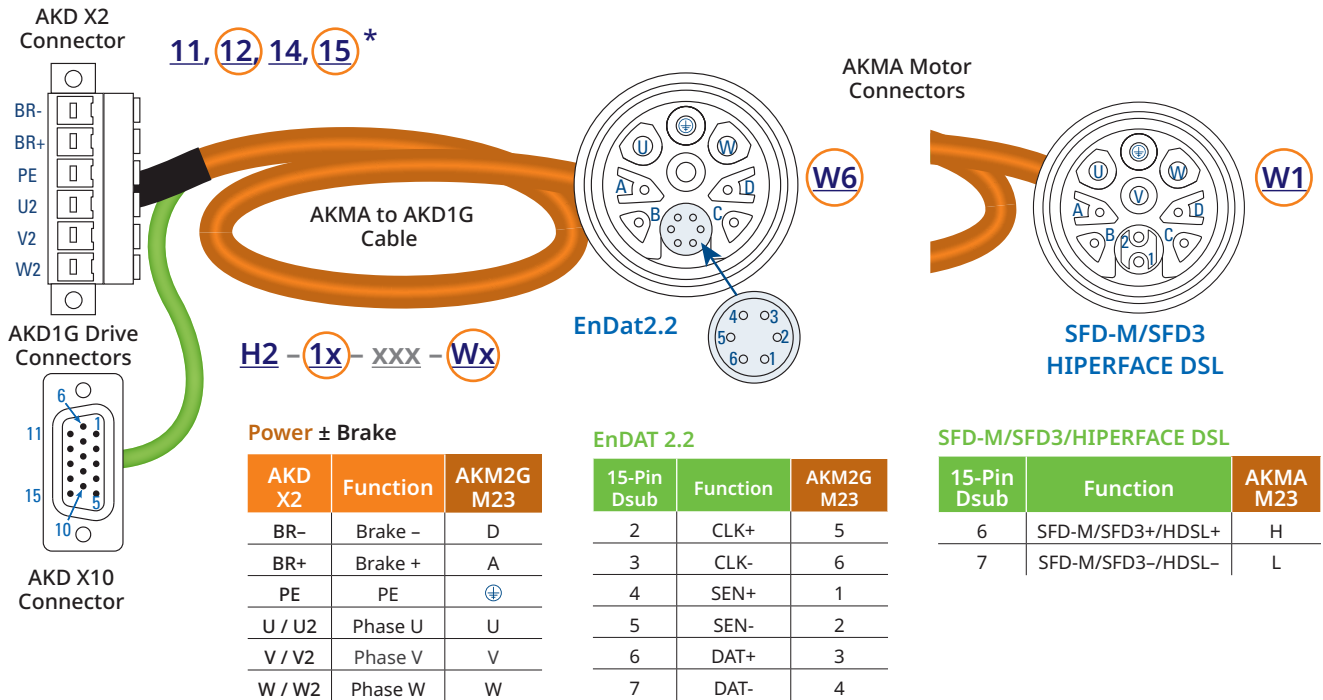 AKD X2
Connector
11, 12, 14, 15 *
BR-
BR+
PE
U2
V2
W2
AKD1G Drive
Connectors
6
1
11
15
5
10
AKD X10
Connector
AKMA to AKD1G
Cable
H2 - 1x - xxx - Wx
U
W
A
D
B
C
W6
EnDat2.2
4
3
5
2
6
1
AKMA Motor
Connectors
U
W
V
A
D
B
C
2
1
W1
SFD-M/SFD3
HIPERFACE DSL
Power ± Brake
AKD X2 Function AKM2G M23
BR– Brake – D
BR+ Brake + A
PE PE
U / U2 Phase U U
V / V2 Phase V V
W / W2 Phase W W
EnDAT 2.2
15-Pin Dsub Function AKM2G M23
2 CLK+ 5
3 CLK- 6
4 SEN+ 1
5 SEN- 2
6 DAT+ 3
7 DAT- 4
SFD-M/SFD3/HIPERFACE DSL
15-Pin Dsub Function AKMA M23
6 SFD-M/SFD3+/HDSL+ H
7 SFD-M/SFD3–/HDSL– L